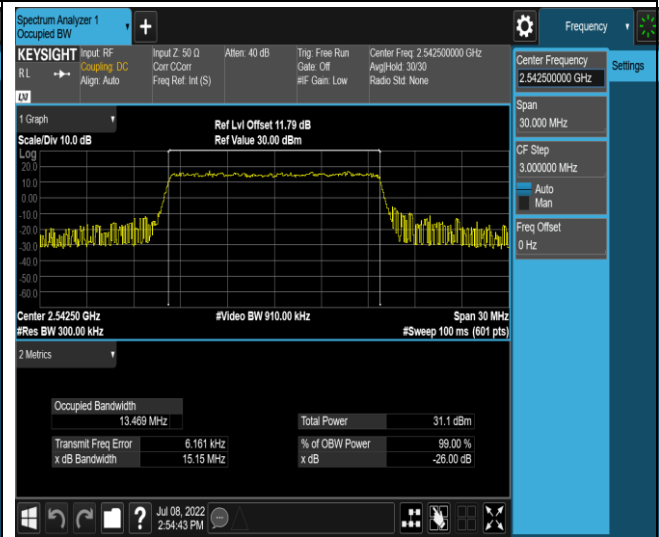 Spectrum Analyzer 1
Occupied BW
+
Frequency
KEYSIGHT
RL
Input: RF
Coupling: DC
Align: Auto
Input Z: 50 Ω
Corr CCorr
Freq Ref: Int (S)
Atten: 40 dB
Trig: Free Run
Gate: Off
#IF Gain: Low
Center Freq: 2.542500000 GHz
Avg|Hold: 30/30
Radio Std: None
LXI
Center Frequency
2.542500000 GHz
Settings
Span
30.000 MHz
CF Step
3.000000 MHz
Auto
Man
Freq Offset
0 Hz
1 Graph
Scale/Div 10.0 dB
Ref Lvl Offset 11.79 dB
Ref Value 30.00 dBm
Log
20.0
10.0
0.00
-10.0
-20.0
-30.0
-40.0
-50.0
-60.0
Center 2.54250 GHz
#Res BW 300.00 kHz
#Video BW 910.00 kHz
Span 30 MHz
#Sweep 100 ms (601 pts)
2 Metrics
Occupied Bandwidth
13.469 MHz
Total Power 31.1 dBm
Transmit Freq Error 6.161 kHz
% of OBW Power 99.00 %
x dB Bandwidth 15.15 MHz
x dB -26.00 dB
?
Jul 08, 2022
2:54:43 PM